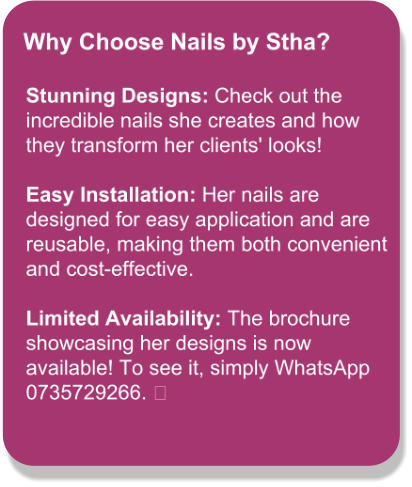 Why Choose Nails by Stha?
Stunning Designs: Check out the
incredible nails she creates and how
they transform her clients' looks!
Easy Installation: Her nails are
designed for easy application and are
reusable, making them both convenient
and cost-effective.
Limited Availability: The brochure
showcasing her designs is now
available! To see it, simply WhatsApp
0735729266.